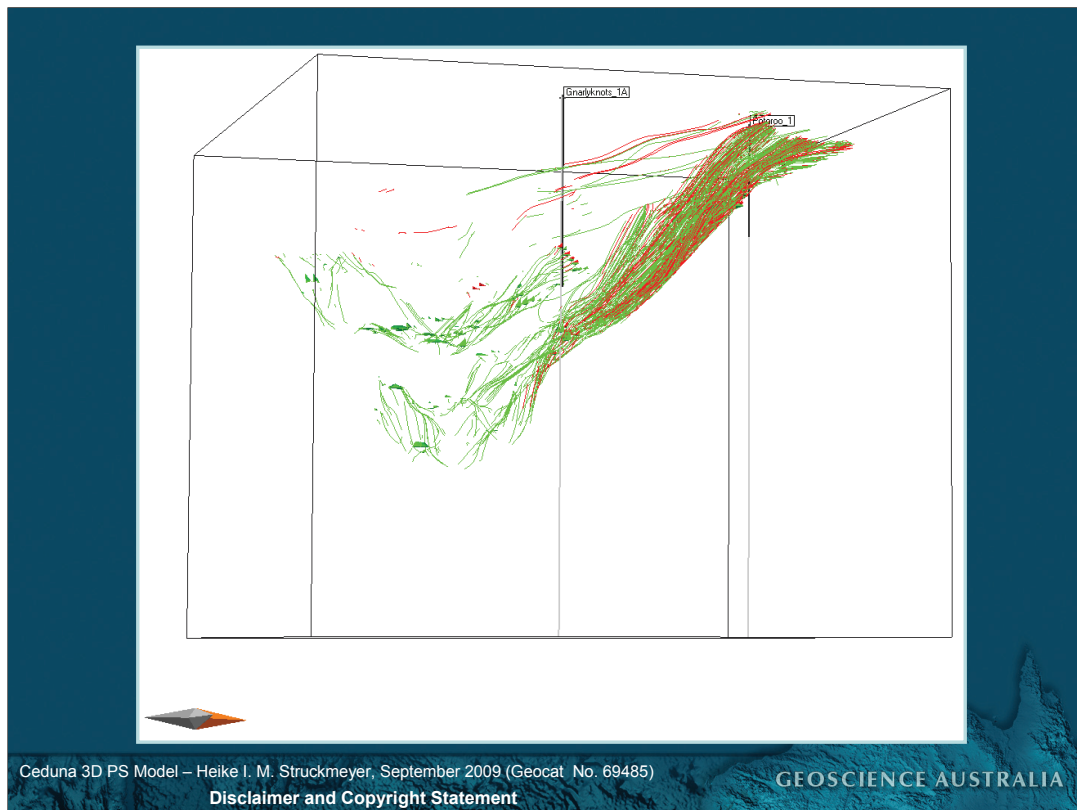 Gnarlyknots_1A
Potoroo_1
Ceduna 3D PS Model – Heike I. M. Struckmeyer, September 2009 (Geocat No. 69485)
Disclaimer and Copyright Statement
GEOSCIENCE AUSTRALIA